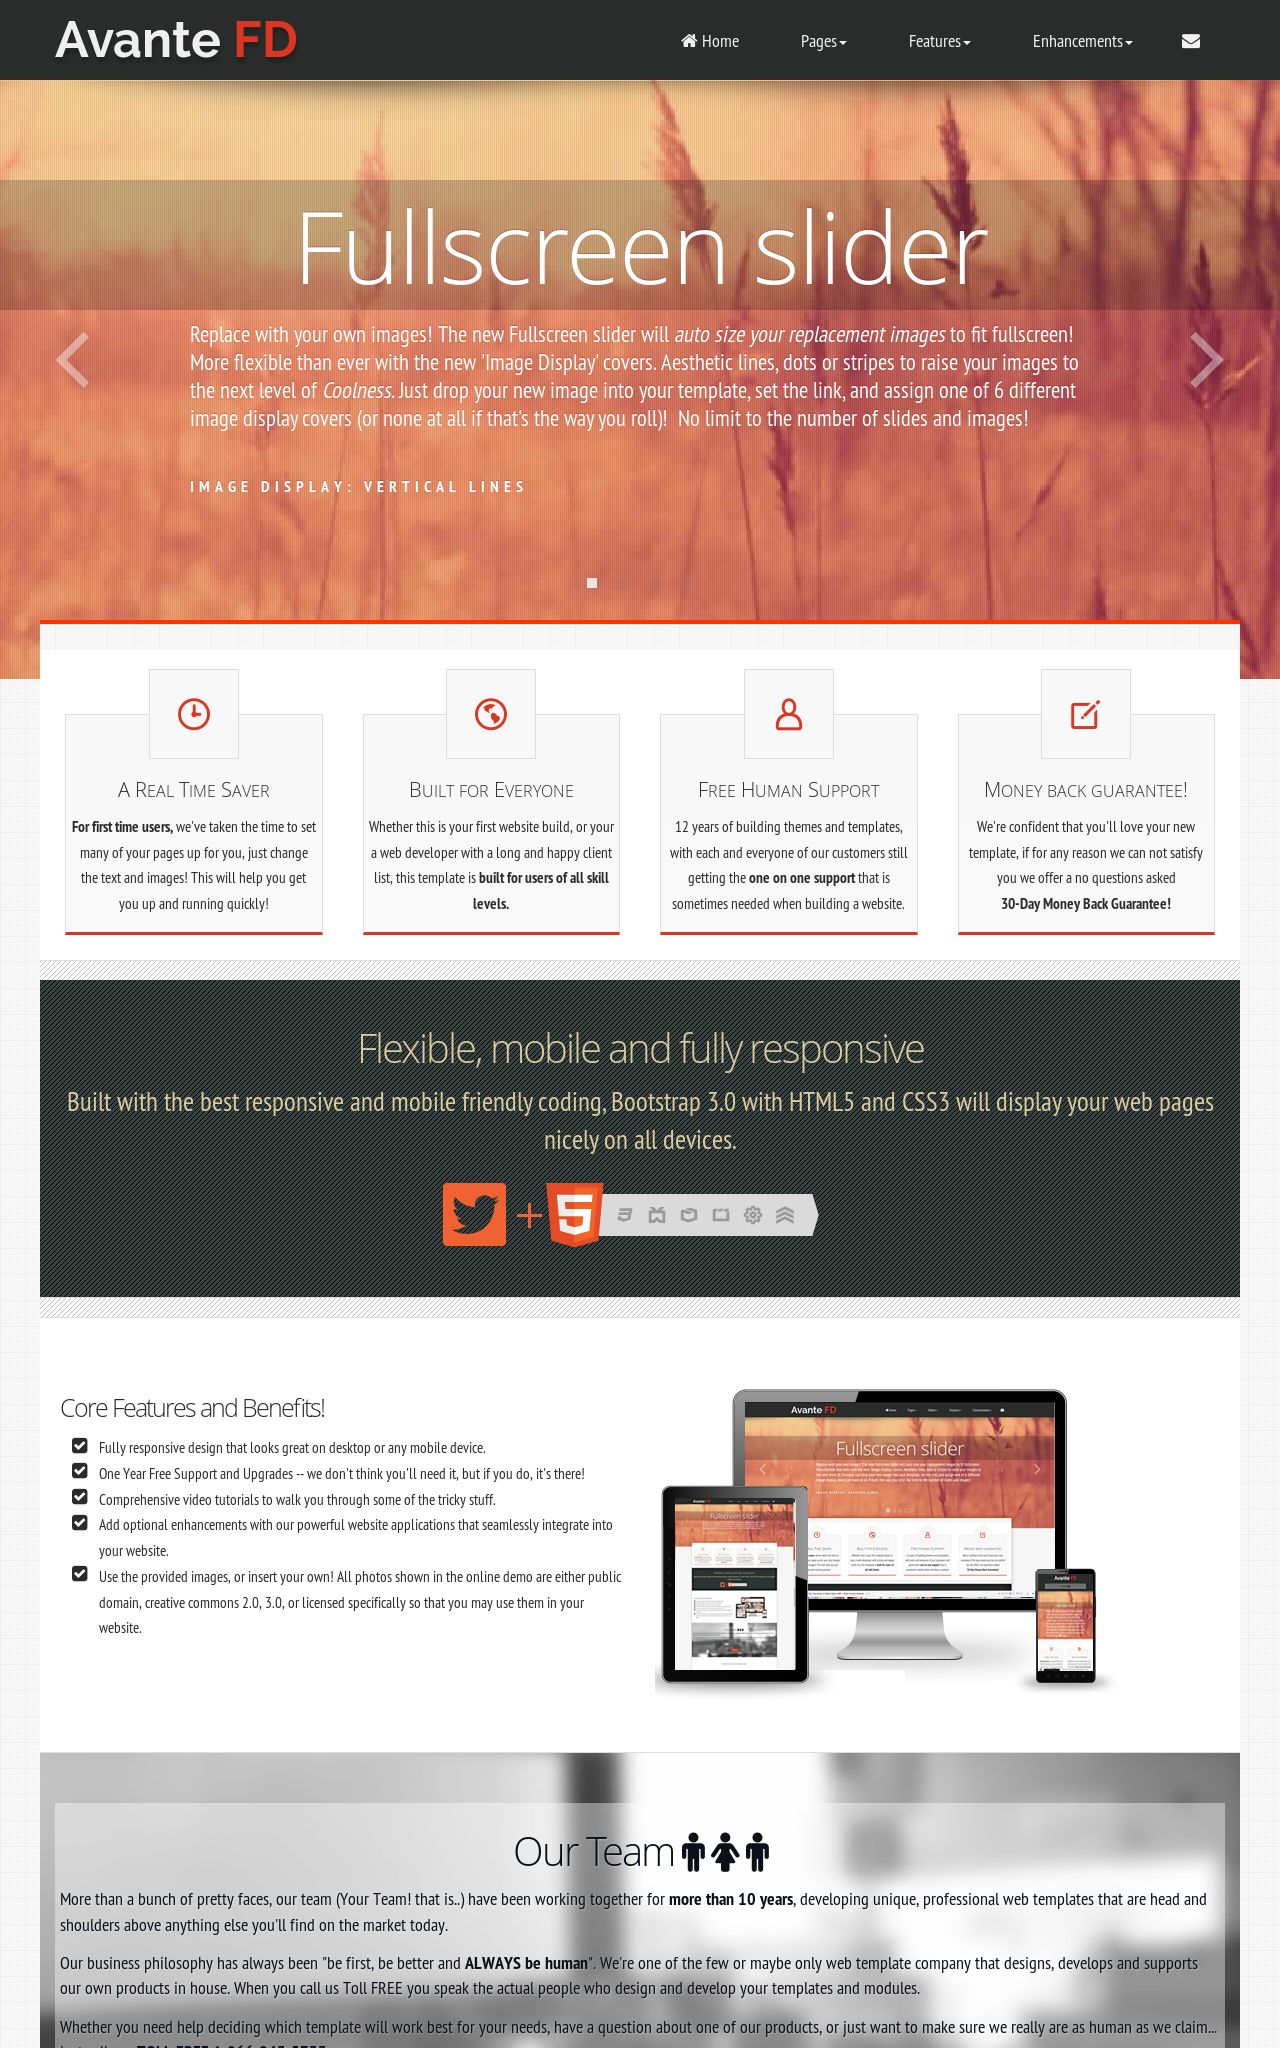 Avante FD
Home Pages Features Enhancements
Fullscreen slider
Replace with your own images! The new Fullscreen slider will auto size your replacement images to fit fullscreen!
More flexible than ever with the new 'Image Display' covers. Aesthetic lines, dots or stripes to raise your images to
the next level of Coolness. Just drop your new image into your template, set the link, and assign one of 6 different
image display covers (or none at all if that's the way you roll)! No limit to the number of slides and images!
IMAGE DISPLAY: VERTICAL LINES
A Real Time Saver
For first time users, we've taken the time to set
many of your pages up for you, just change
the text and images! This will help you get
you up and running quickly!
Built for Everyone
Whether this is your first website build, or your
a web developer with a long and happy client
list, this template is built for users of all skill
levels.
Free Human Support
12 years of building themes and templates,
with each and everyone of our customers still
getting the one on one support that is
sometimes needed when building a website.
Money back guarantee!
We're confident that you'll love your new
template, if for any reason we can not satisfy
you we offer a no questions asked
30-Day Money Back Guarantee!
Flexible, mobile and fully responsive
Built with the best responsive and mobile friendly coding, Bootstrap 3.0 with HTML5 and CSS3 will display your web pages
nicely on all devices.
Core Features and Benefits!
Fully responsive design that looks great on desktop or any mobile device.
One Year Free Support and Upgrades -- we don't think you'll need it, but if you do, it's there!
Comprehensive video tutorials to walk you through some of the tricky stuff.
Add optional enhancements with our powerful website applications that seamlessly integrate into
your website.
Use the provided images, or insert your own! All photos shown in the online demo are either public
domain, creative commons 2.0, 3.0, or licensed specifically so that you may use them in your
website.
Avante FD
Fullscreen slider
Our Team
More than a bunch of pretty faces, our team (Your Team! that is..) have been working together for more than 10 years, developing unique, professional web templates that are head and
shoulders above anything else you'll find on the market today.
Our business philosophy has always been "be first, be better and ALWAYS be human". We're one of the few or maybe only web template company that designs, develops and supports
our own products in house. When you call us Toll FREE you speak the actual people who design and develop your templates and modules.
Whether you need help deciding which template will work best for your needs, have a question about one of our products, or just want to make sure we really are as human as we claim...